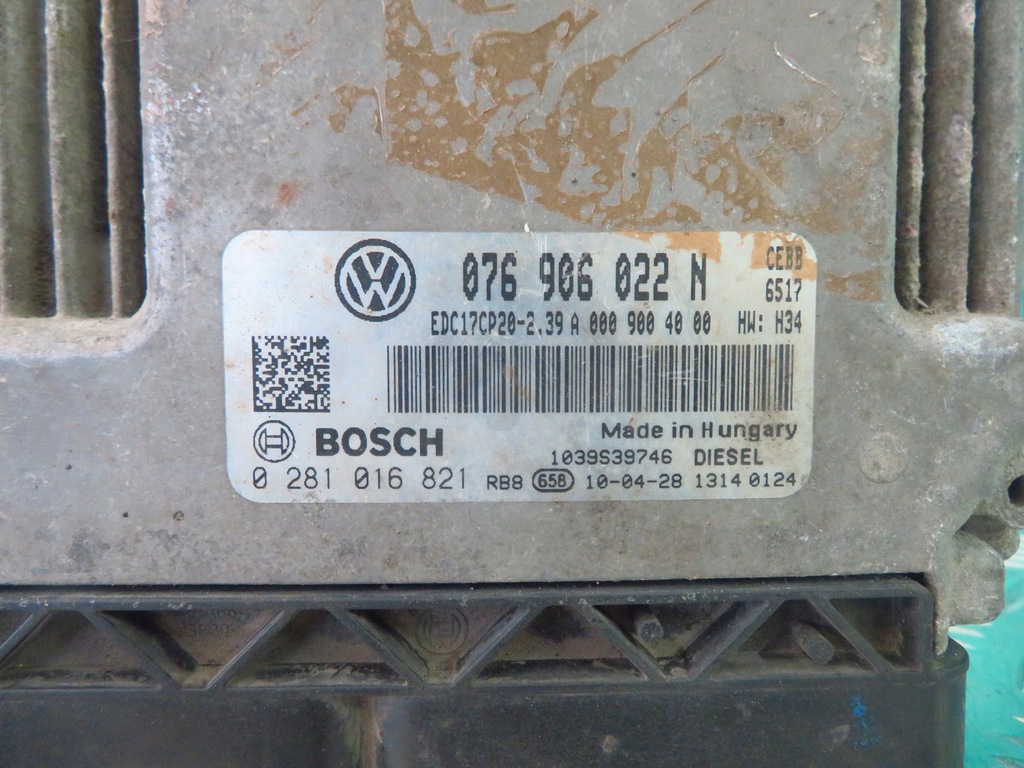 076 906 022 N
CEBB
6517
EDC17CP20-2.39 A 000 900 40 00 HW: H34
Made in Hungary
BOSCH
1039S39746 DIESEL
0 281 016 821 RB8 658 10-04-28 1314 0124